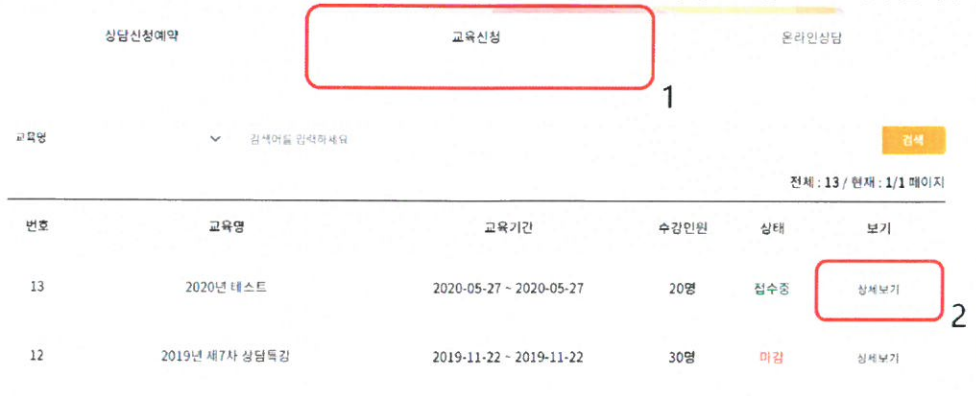 상담신청예약 교육신청 온라인상담
1
교육명 검색어를 입력하세요 검색
전체 : 13 / 현재 : 1/1 페이지
번호 교육명 교육기간 수강인원 상태 보기
13 2020년 테스트 2020-05-27 ~ 2020-05-27 20명 접수중 상세보기
2
12 2019년 제7차 상담특강 2019-11-22 ~ 2019-11-22 30명 마감 상세보기